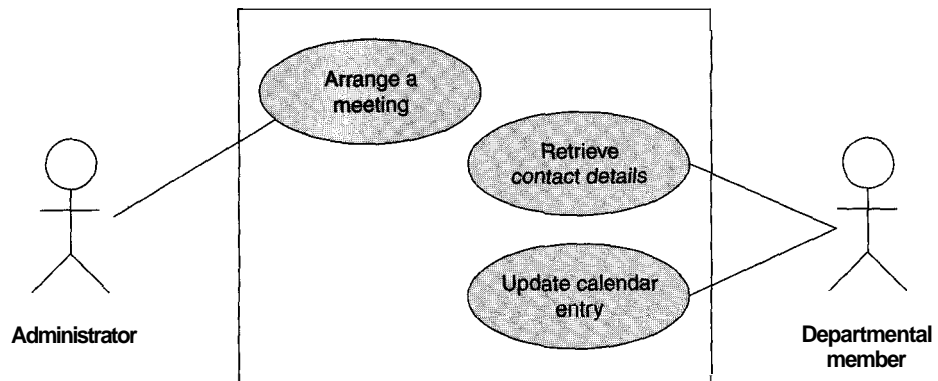 Arrange a
meeting
Retrieve
contact details
Update calendar
entry
Administrator
Departmental
member